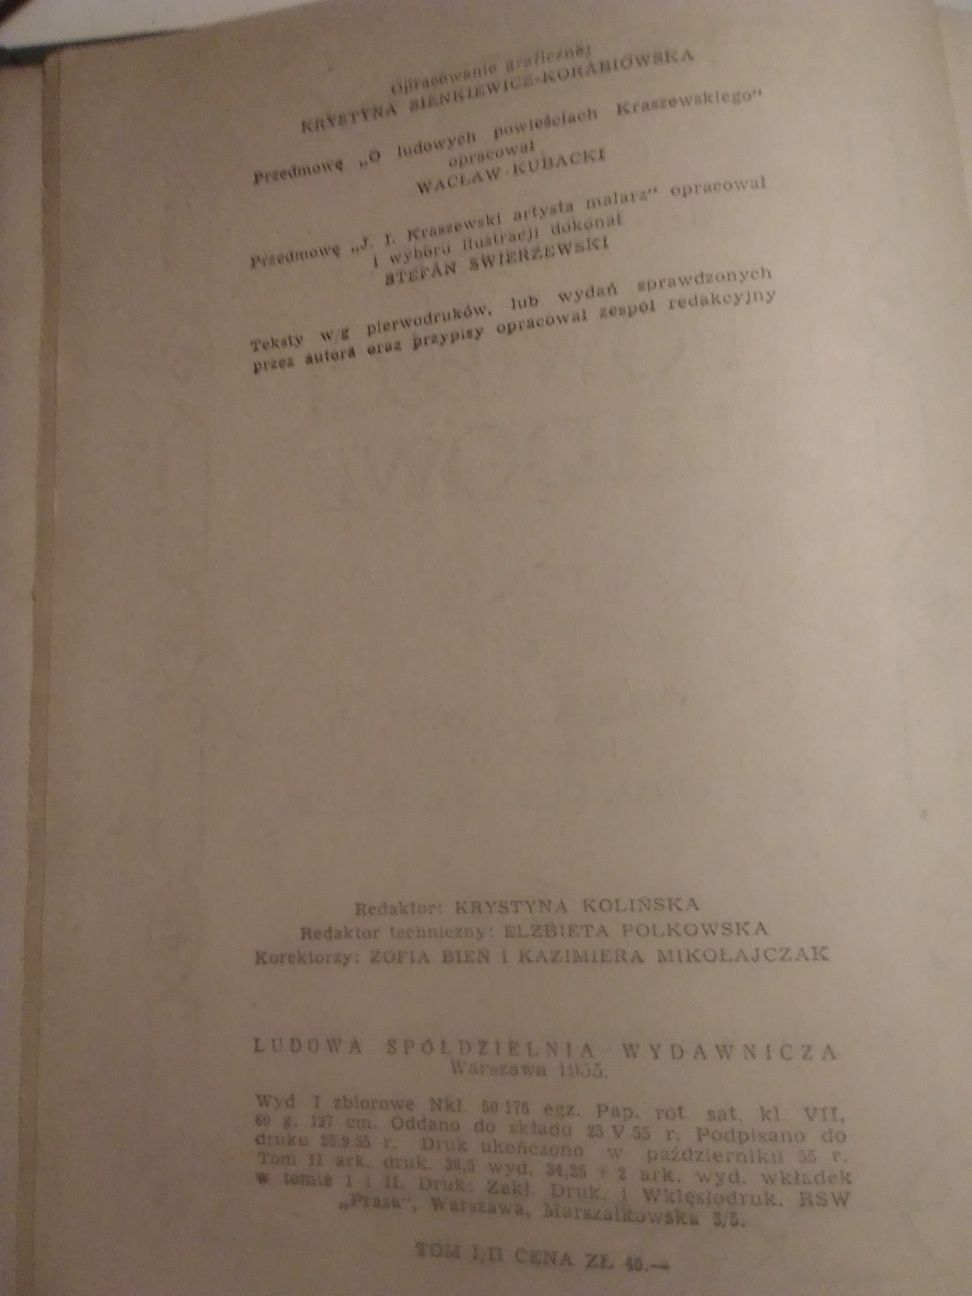 Opracowanie graficzne:
KRYSTYNA SIENKIEWICZ-KORABIOWSKA
Przedmowę „O ludowych powieściach Kraszewskiego"
opracował
WACŁAW KUBACKI
Przedmowę „J. I. Kraszewski artysta malarz" opracował
i wyboru ilustracji dokonał
STEFAN ŚWIERZEWSKI
Teksty w/g pierwodruków, lub wydań sprawdzonych
przez autora oraz przypisy opracował zespół redakcyjny
Redaktor: KRYSTYNA KOLIŃSKA
Redaktor techniczny: ELŻBIETA POLKOWSKA
Korektorzy: ZOFIA BIEŃ I KAZIMIERA MIKOŁAJCZAK
LUDOWA SPÓŁDZIELNIA WYDAWNICZA
Warszawa 1955.
Wyd I zbiorowe Nkł 50 175 egz. Pap. rot. sat. kl. VII,
60 g. 127 cm. Oddano do składu 25 V 55 r. Podpisano do
druku 26.9.55 r. Druk ukończono w październiku 55 r.
Tom II ark. druk. 38,5 wyd. 34,25 + 2 ark. wyd. wkładek
w tomie I i II. Druk: Zakł. Druk. i Wklęsłodruk. RSW
„Prasa", Warszawa, Marszałkowska 3/5.
TOM I/II CENA ZŁ 40.—